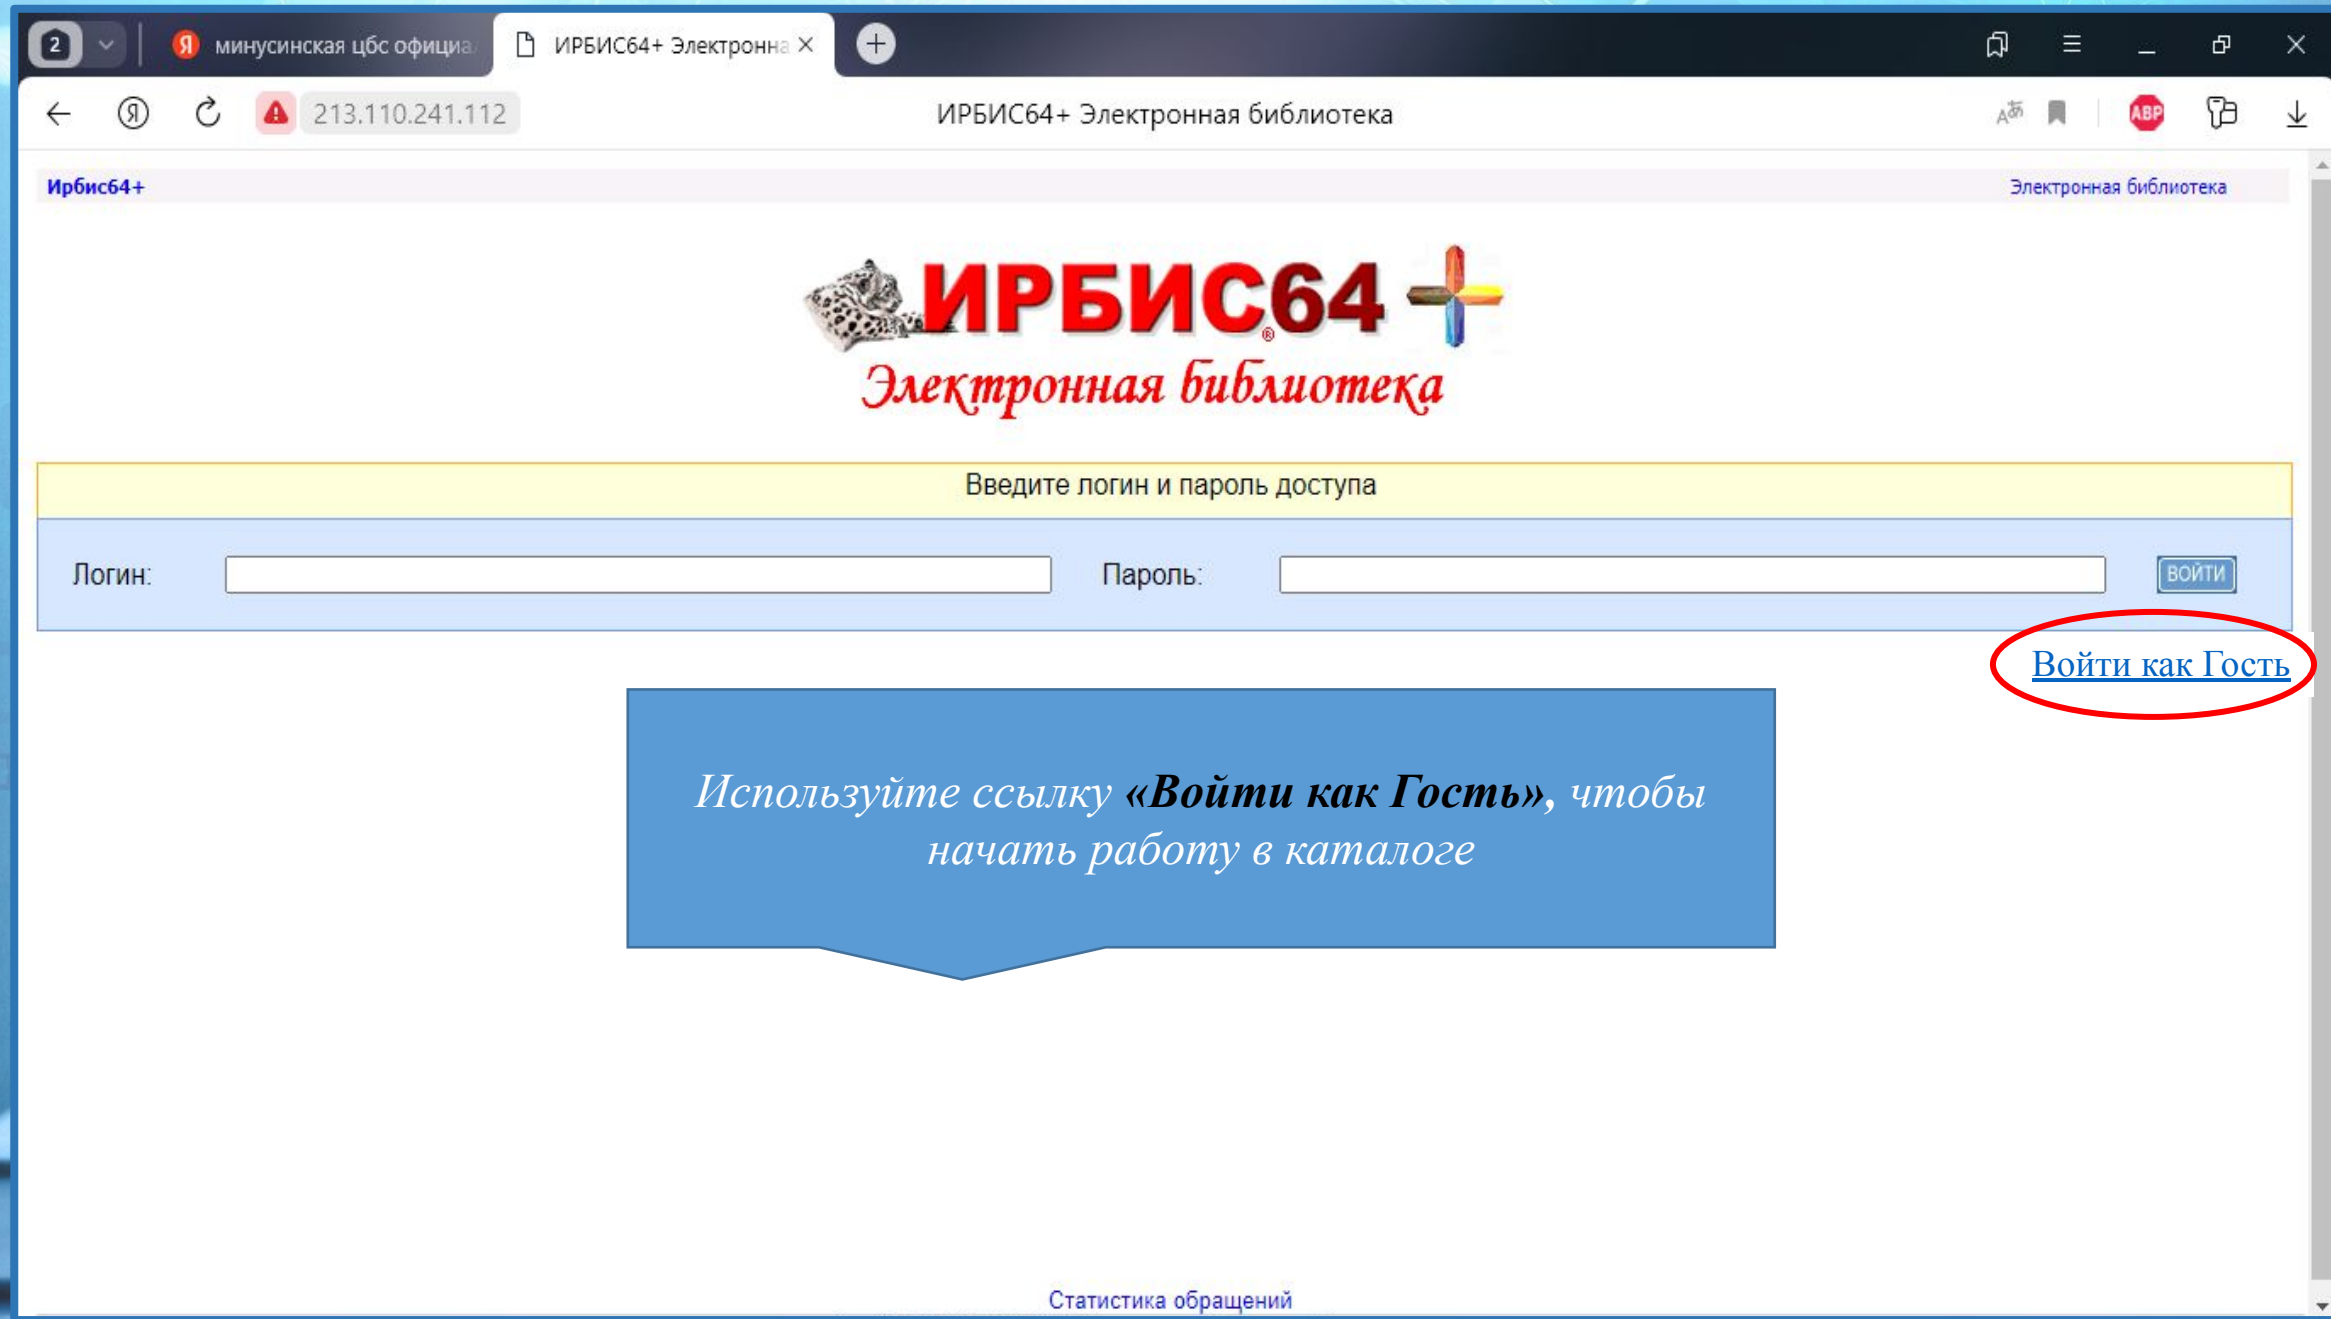 2
Я минусинская цбс официа
ИРБИС64+ Электронна
Я 213.110.241.112 ИРБИС64+ Электронная библиотека ABP
Ирбис64+ Электронная библиотека
ИРБИС64+
®
Электронная библиотека
Введите логин и пароль доступа
Логин: Пароль: ВОЙТИ
Войти как Гость
Используйте ссылку «Войти как Гость», чтобы
начать работу в каталоге
Статистика обращений